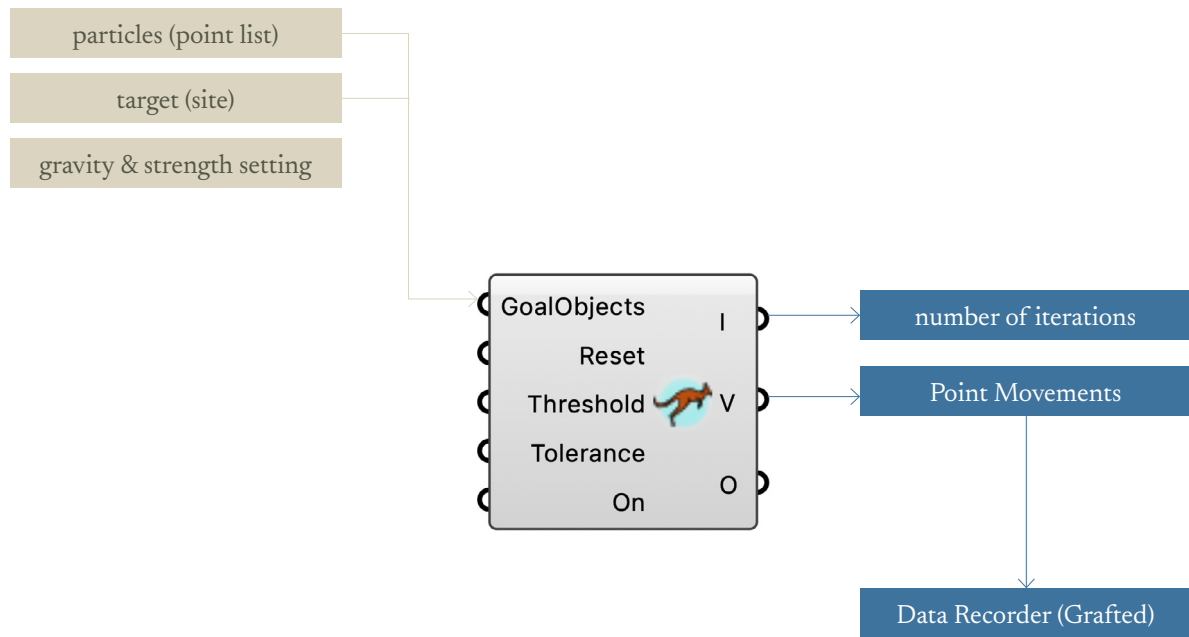 particles (point list)
target (site)
gravity & strength setting
GoalObjects
Reset
Threshold
Tolerance
On
I
V
O
number of iterations
Point Movements
Data Recorder (Grafted)